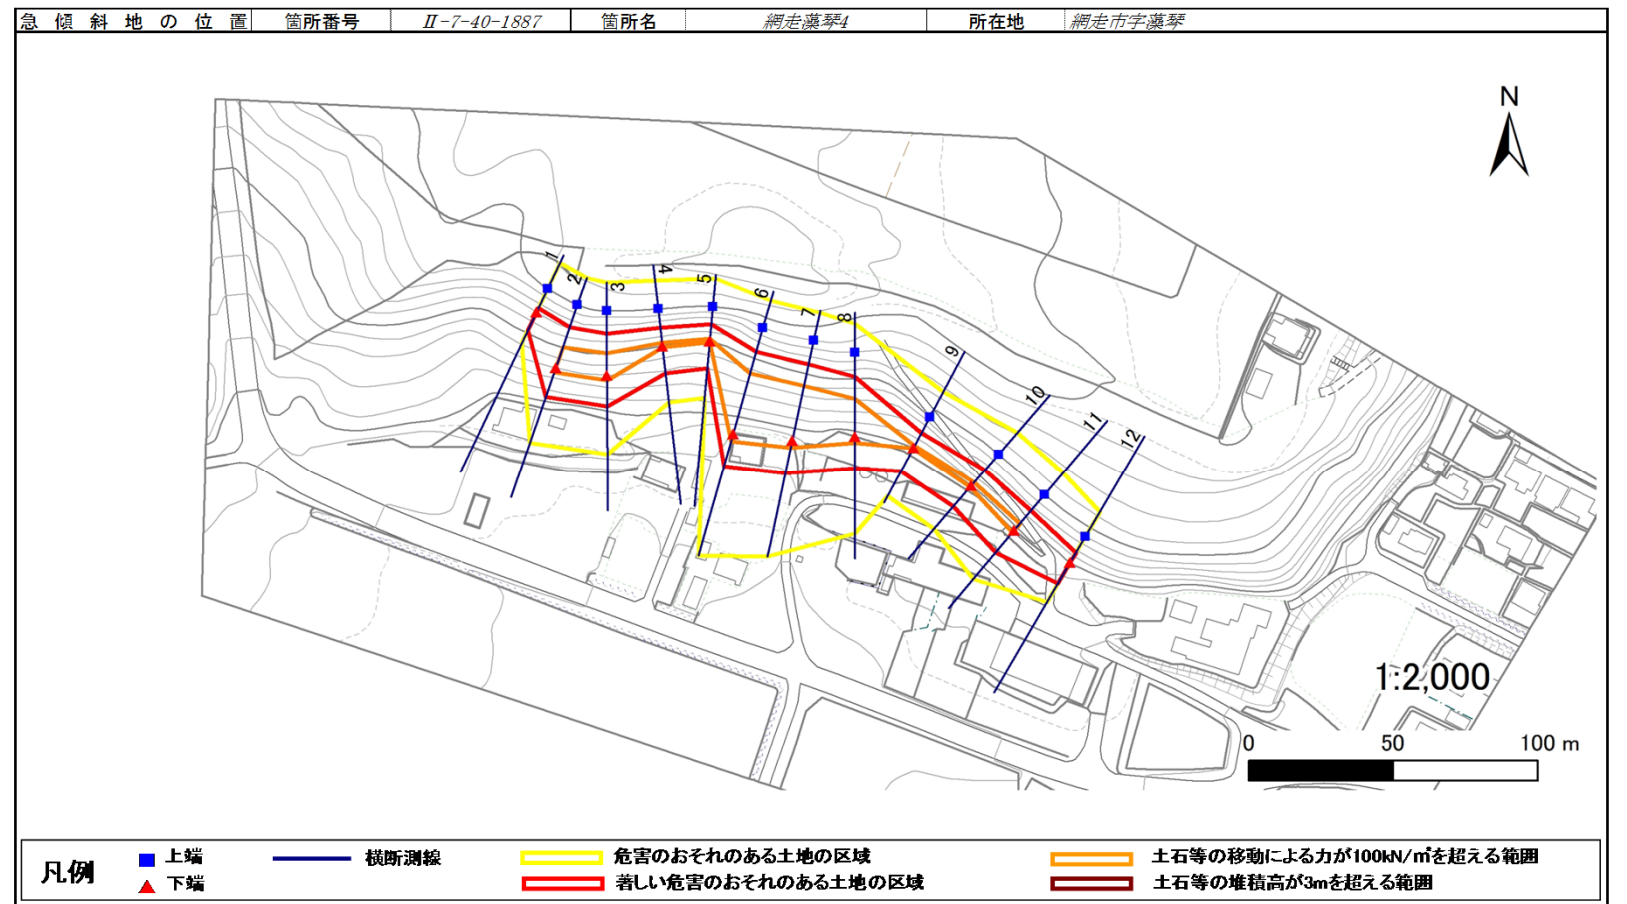 急傾斜地の位置 箇所番号 Ⅱ-7-40-1887 箇所名 網走藻琴4 所在地 網走市字藻琴
N
1
2
3
4
5
6
7
8
9
10
11
12
1:2,000
0 50 100 m
凡例
上端 横断測線 危害のおそれのある土地の区域 土石等の移動による力が100kN/㎡を超える範囲
下端 著しい危害のおそれのある土地の区域 土石等の堆積高が3mを超える範囲